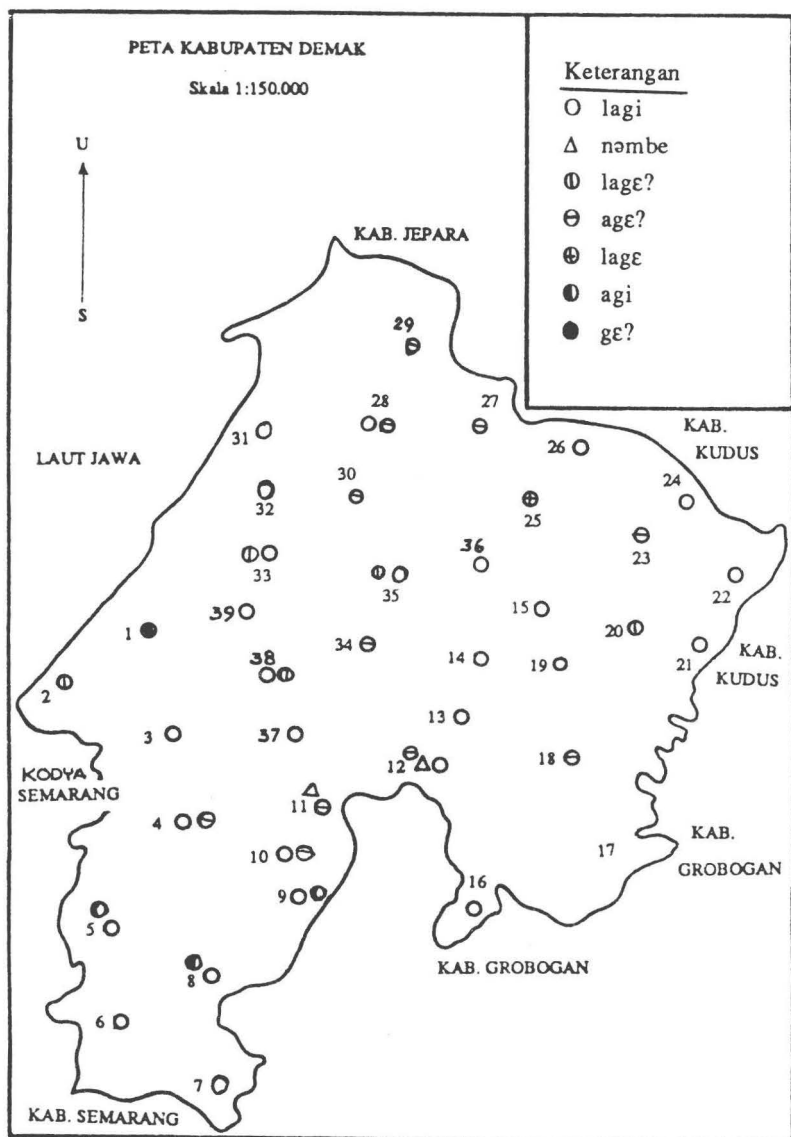 PETA KABUPATEN DEMAK
Skala 1:150.000
U
S
Keterangan
lagi
nəmbe
lagɛ?
agɛ?
lagɛ
agi
gɛ?
KAB. JEPARA
29
28
27
31
26
KAB.
KUDUS
LAUT JAWA
30
24
32
25
23
36
33
35
22
39
15
1
20
34
14
19
21
KAB.
KUDUS
38
2
13
3
37
12
18
KODYA
SEMARANG
11
4
10
17
KAB.
GROBOGAN
9
16
5
KAB. GROBOGAN
8
6
7
KAB. SEMARANG